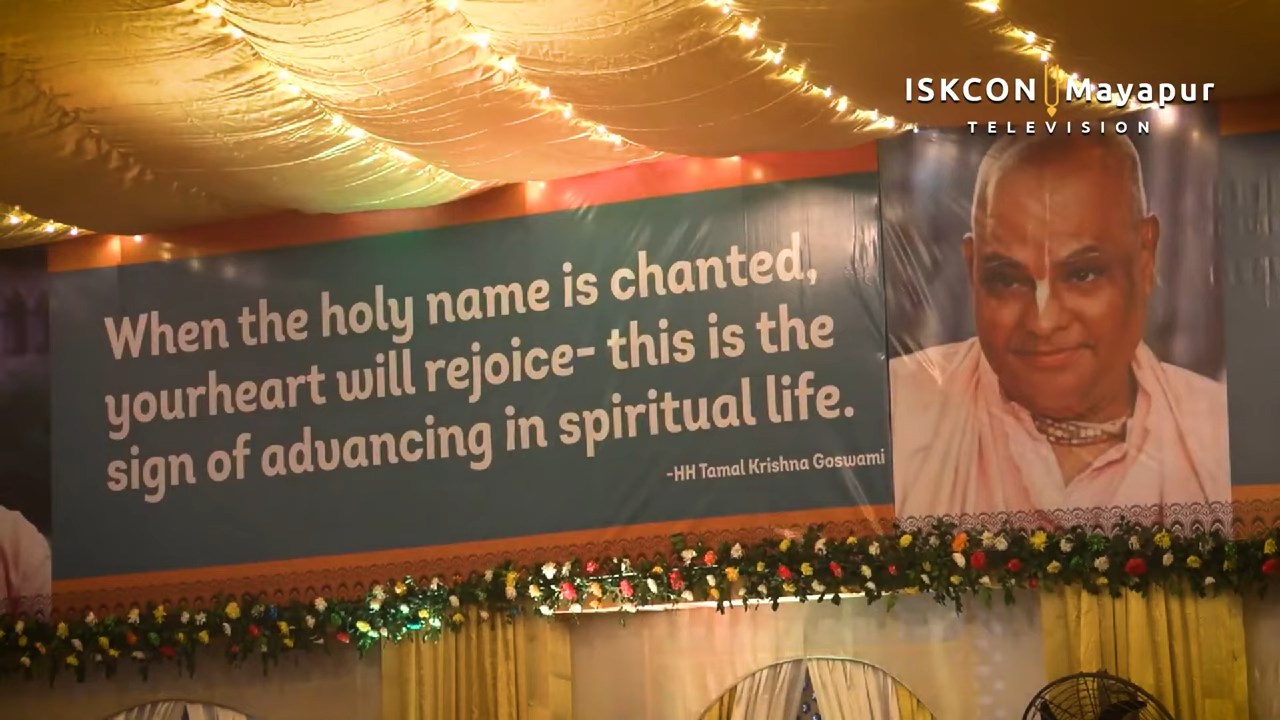 ISKCON Mayapur
TELEVISION
When the holy name is chanted,
yourheart will rejoice- this is the
sign of advancing in spiritual life.
-HH Tamal Krishna Goswami